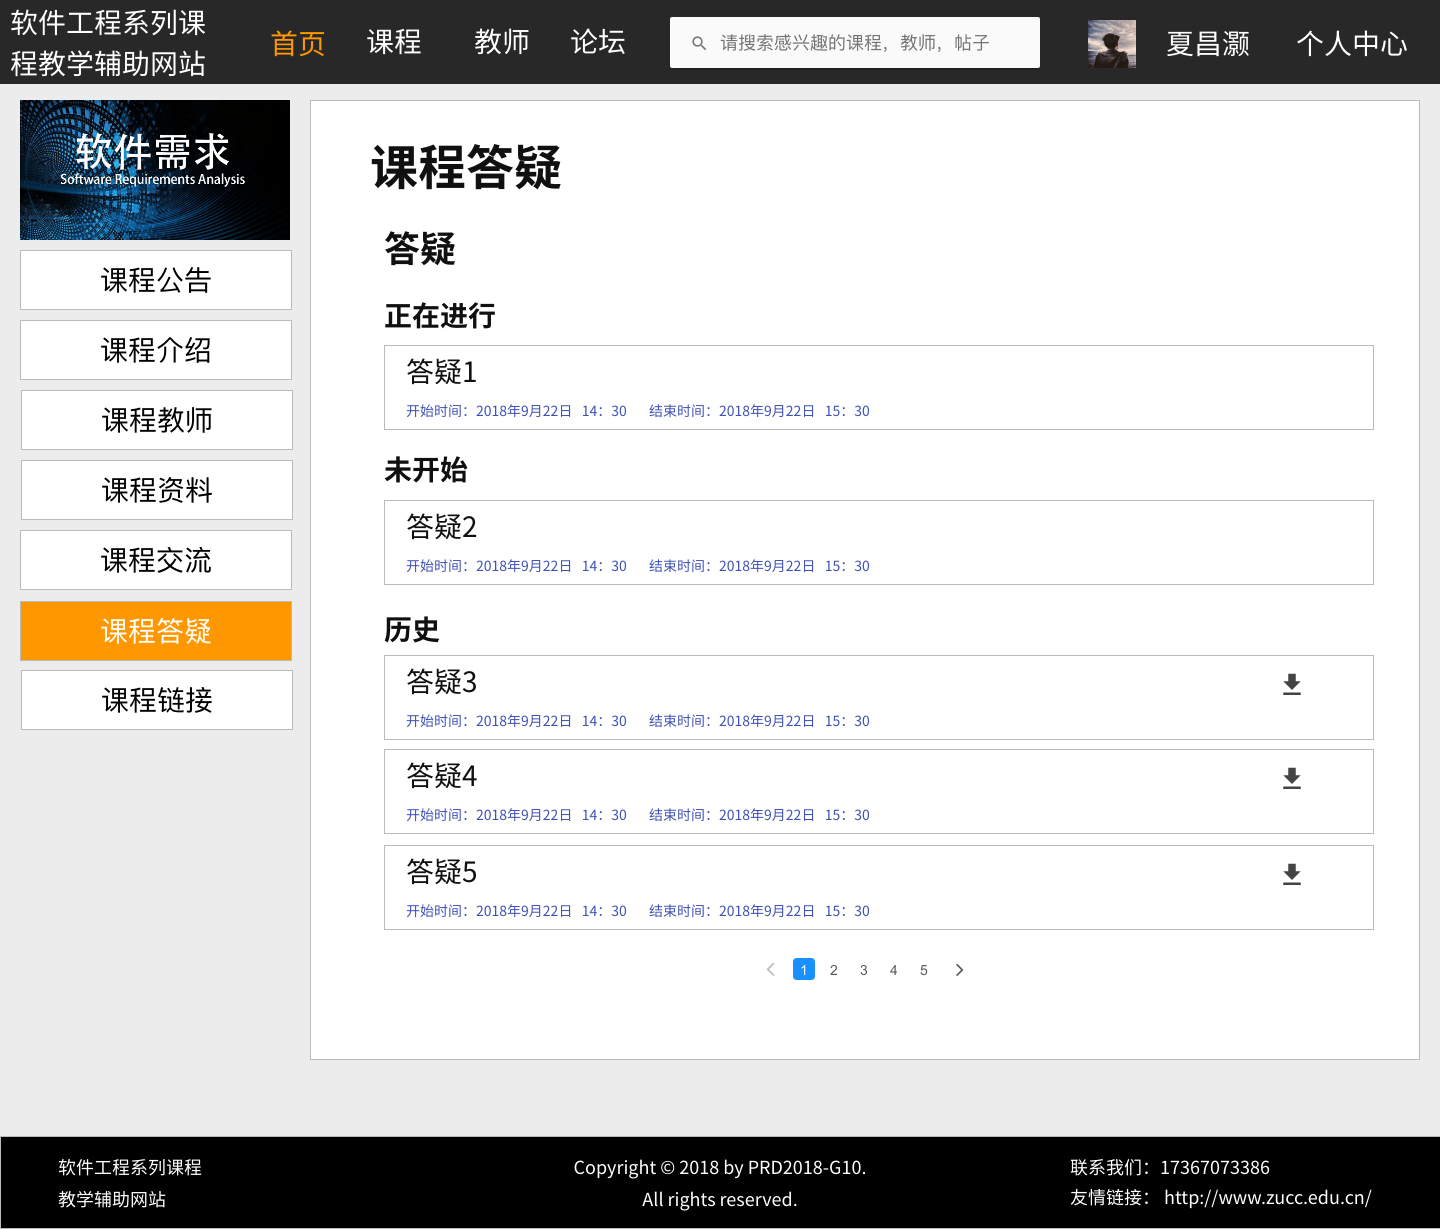 软件工程系列课
程教学辅助网站
首页
课程
教师
论坛
请搜索感兴趣的课程，教师，帖子
夏昌灏
个人中心
软件需求
Software Requirements Analysis
课程公告
课程介绍
课程教师
课程资料
课程交流
课程答疑
课程链接
课程答疑
答疑
正在进行
答疑1
开始时间：2018年9月22日 14：30 结束时间：2018年9月22日 15：30
未开始
答疑2
开始时间：2018年9月22日 14：30 结束时间：2018年9月22日 15：30
历史
答疑3
开始时间：2018年9月22日 14：30 结束时间：2018年9月22日 15：30
答疑4
开始时间：2018年9月22日 14：30 结束时间：2018年9月22日 15：30
答疑5
开始时间：2018年9月22日 14：30 结束时间：2018年9月22日 15：30
1 2 3 4 5
软件工程系列课程
教学辅助网站
Copyright © 2018 by PRD2018-G10.
All rights reserved.
联系我们：17367073386
友情链接： http://www.zucc.edu.cn/